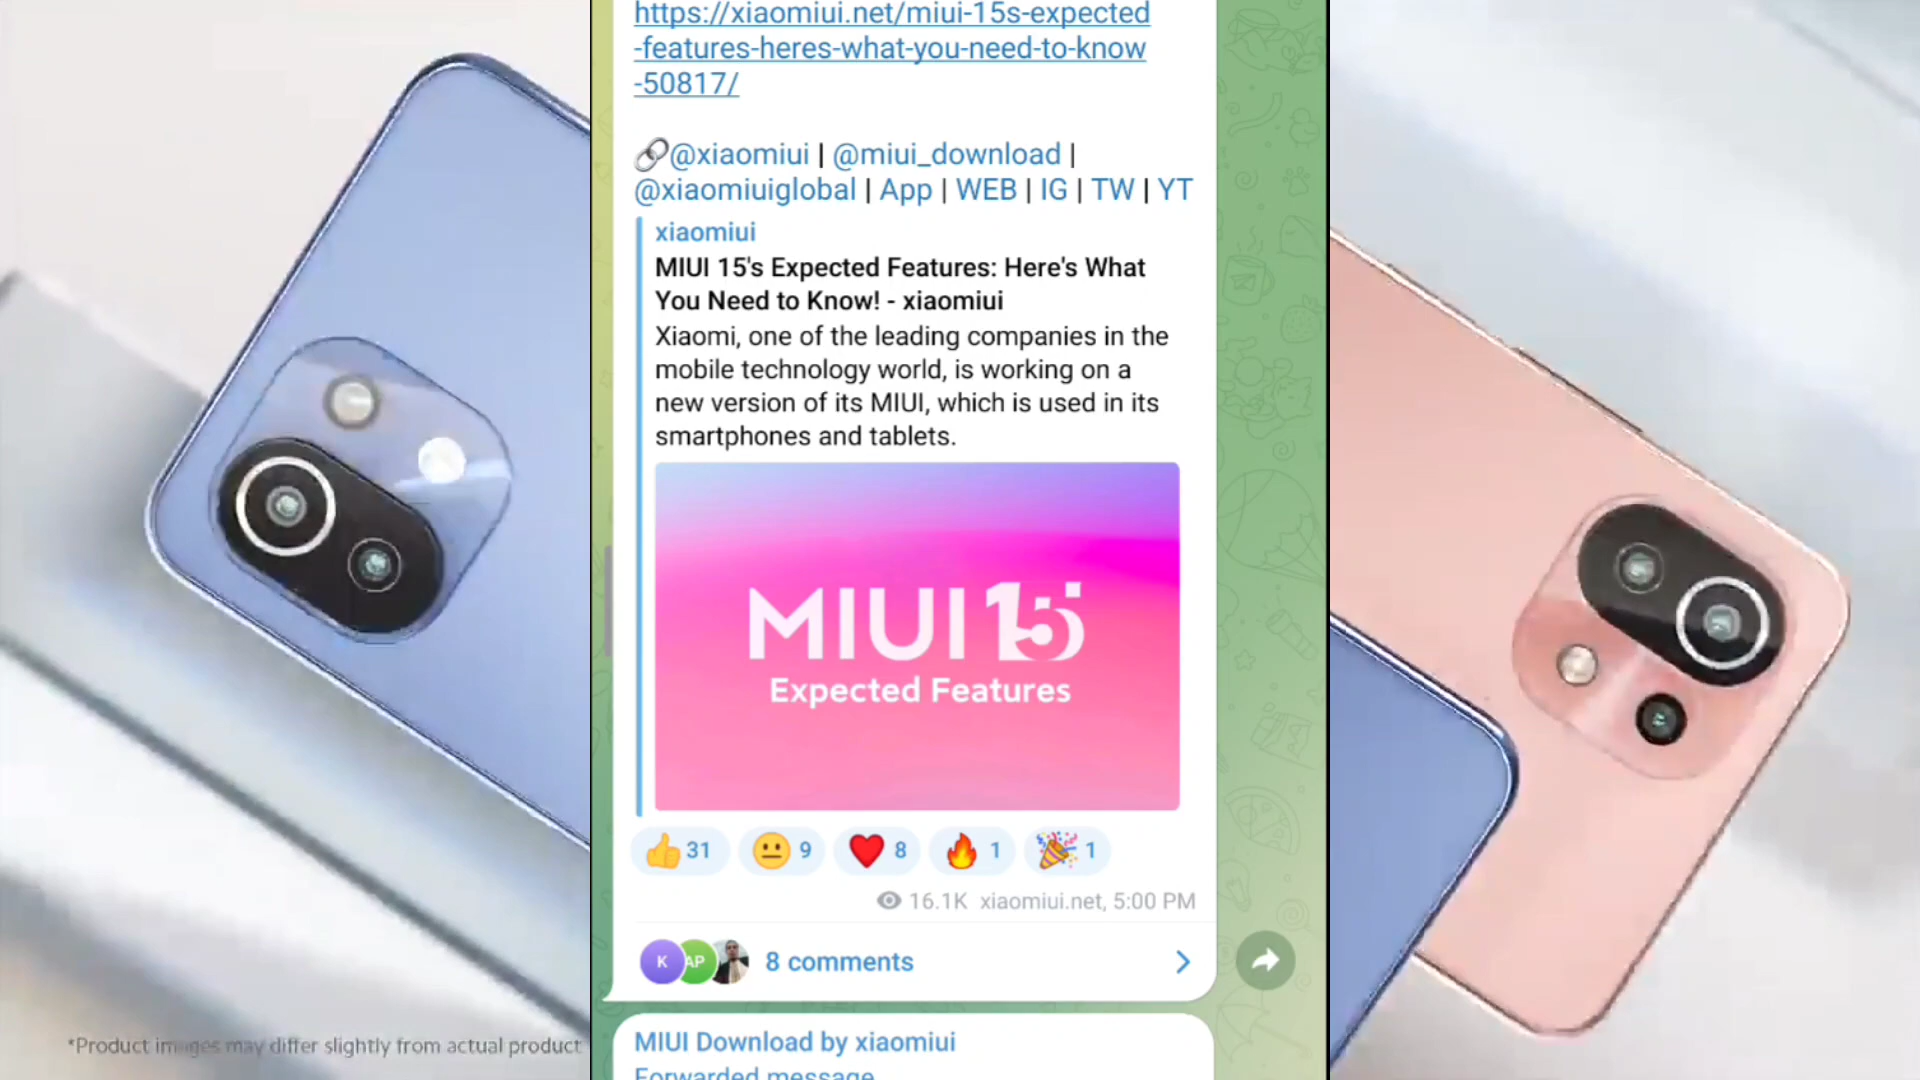 https://xiaomiui.net/miui-15s-expected
-features-heres-what-you-need-to-know
-50817/
🔗@xiaomiui | @miui_download |
@xiaomiuiglobal | App | WEB | IG | TW | YT
xiaomiui
MIUI 15's Expected Features: Here's What
You Need to Know! - xiaomiui
Xiaomi, one of the leading companies in the
mobile technology world, is working on a
new version of its MIUI, which is used in its
smartphones and tablets.
MIUI 15
Expected Features
👍 31 😐 9 ❤️ 8 🔥 1 🎉 1
16.1K xiaomiui.net, 5:00 PM
K AP 8 comments
MIUI Download by xiaomiui
Forwarded message
*Product images may differ slightly from actual product